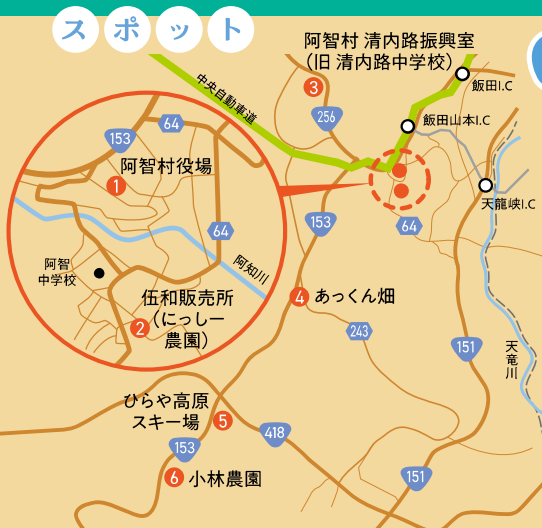 スポット
阿智村 清内路振興室
(旧 清内路中学校)
3
飯田I.C
中央自動車道
256
飯田山本I.C
64
153
阿智村役場
1
天龍峡I.C
153
64
64
阿知川
阿智
中学校
伍和販売所
(にっしー
農園)
2
4 あっくん畑
243
151
天竜川
ひらや高原
スキー場
5
418
153
6 小林農園
151